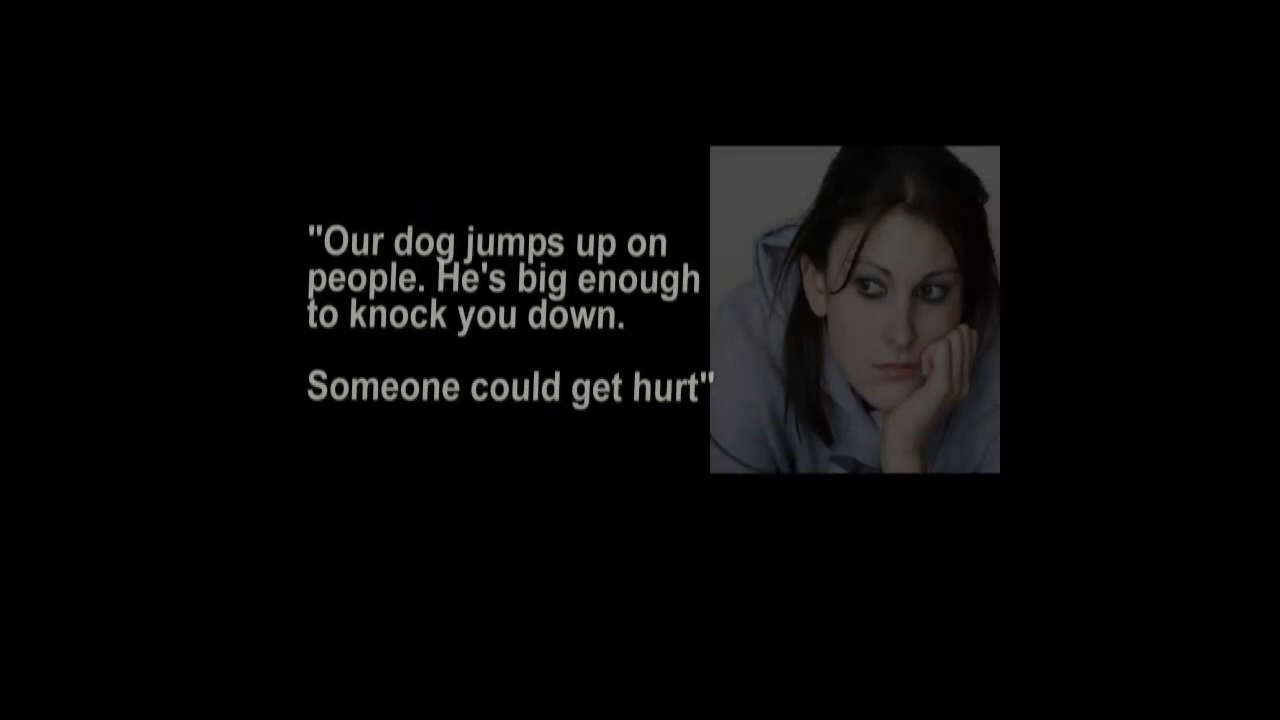 "Our dog jumps up on
people. He's big enough
to knock you down.
Someone could get hurt"